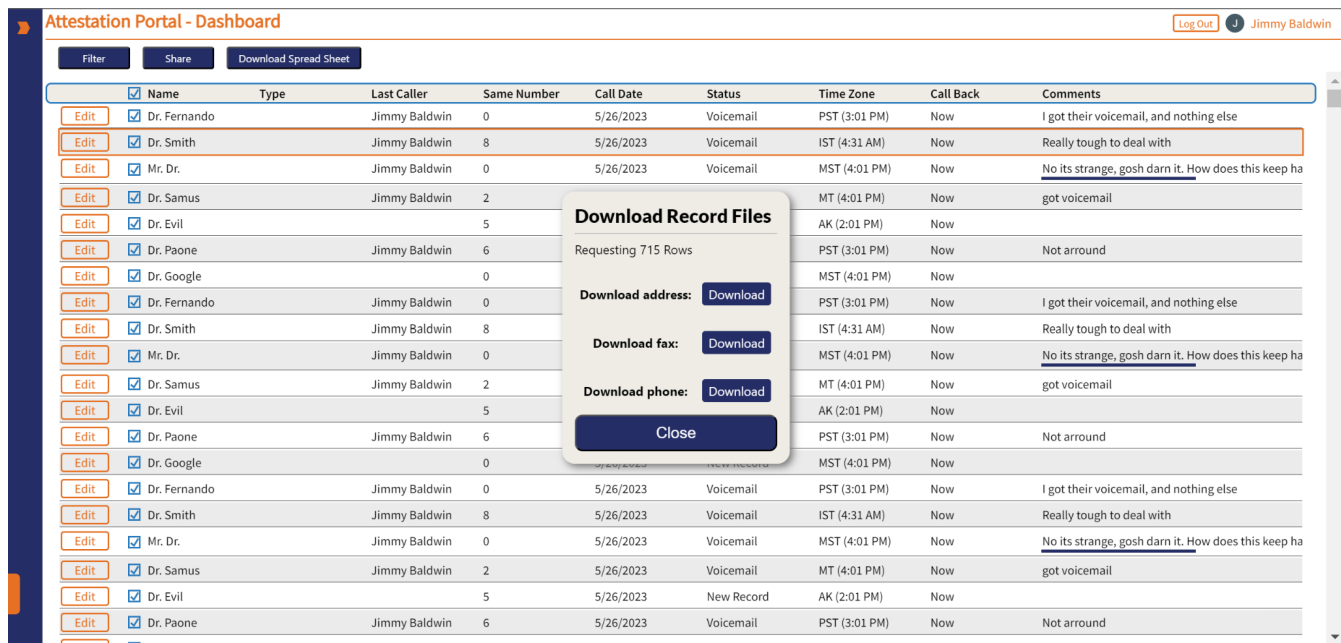 Attestation Portal - Dashboard Log Out J Jimmy Baldwin
Filter Share Download Spread Sheet
Name Type Last Caller Same Number Call Date Status Time Zone Call Back Comments
Edit Dr. Fernando Jimmy Baldwin 0 5/26/2023 Voicemail PST (3:01 PM) Now I got their voicemail, and nothing else
Edit Dr. Smith Jimmy Baldwin 8 5/26/2023 Voicemail IST (4:31 AM) Now Really tough to deal with
Edit Mr. Dr. Jimmy Baldwin 0 5/26/2023 Voicemail MST (4:01 PM) Now No its strange, gosh darn it. How does this keep ha
Edit Dr. Samus Jimmy Baldwin 2 MT (4:01 PM) Now got voicemail
Edit Dr. Evil 5 AK (2:01 PM) Now
Edit Dr. Paone Jimmy Baldwin 6 PST (3:01 PM) Now Not arround
Edit Dr. Google 0 MST (4:01 PM) Now
Edit Dr. Fernando Jimmy Baldwin 0 PST (3:01 PM) Now I got their voicemail, and nothing else
Edit Dr. Smith Jimmy Baldwin 8 IST (4:31 AM) Now Really tough to deal with
Edit Mr. Dr. Jimmy Baldwin 0 MST (4:01 PM) Now No its strange, gosh darn it. How does this keep ha
Edit Dr. Samus Jimmy Baldwin 2 MT (4:01 PM) Now got voicemail
Edit Dr. Evil 5 AK (2:01 PM) Now
Edit Dr. Paone Jimmy Baldwin 6 PST (3:01 PM) Now Not arround
Edit Dr. Google 0 5/26/2023 New Record MST (4:01 PM) Now
Edit Dr. Fernando Jimmy Baldwin 0 5/26/2023 Voicemail PST (3:01 PM) Now I got their voicemail, and nothing else
Edit Dr. Smith Jimmy Baldwin 8 5/26/2023 Voicemail IST (4:31 AM) Now Really tough to deal with
Edit Mr. Dr. Jimmy Baldwin 0 5/26/2023 Voicemail MST (4:01 PM) Now No its strange, gosh darn it. How does this keep ha
Edit Dr. Samus Jimmy Baldwin 2 5/26/2023 Voicemail MT (4:01 PM) Now got voicemail
Edit Dr. Evil 5 5/26/2023 New Record AK (2:01 PM) Now
Edit Dr. Paone Jimmy Baldwin 6 5/26/2023 Voicemail PST (3:01 PM) Now Not arround
Download Record Files
Requesting 715 Rows
Download address: Download
Download fax: Download
Download phone: Download
Close